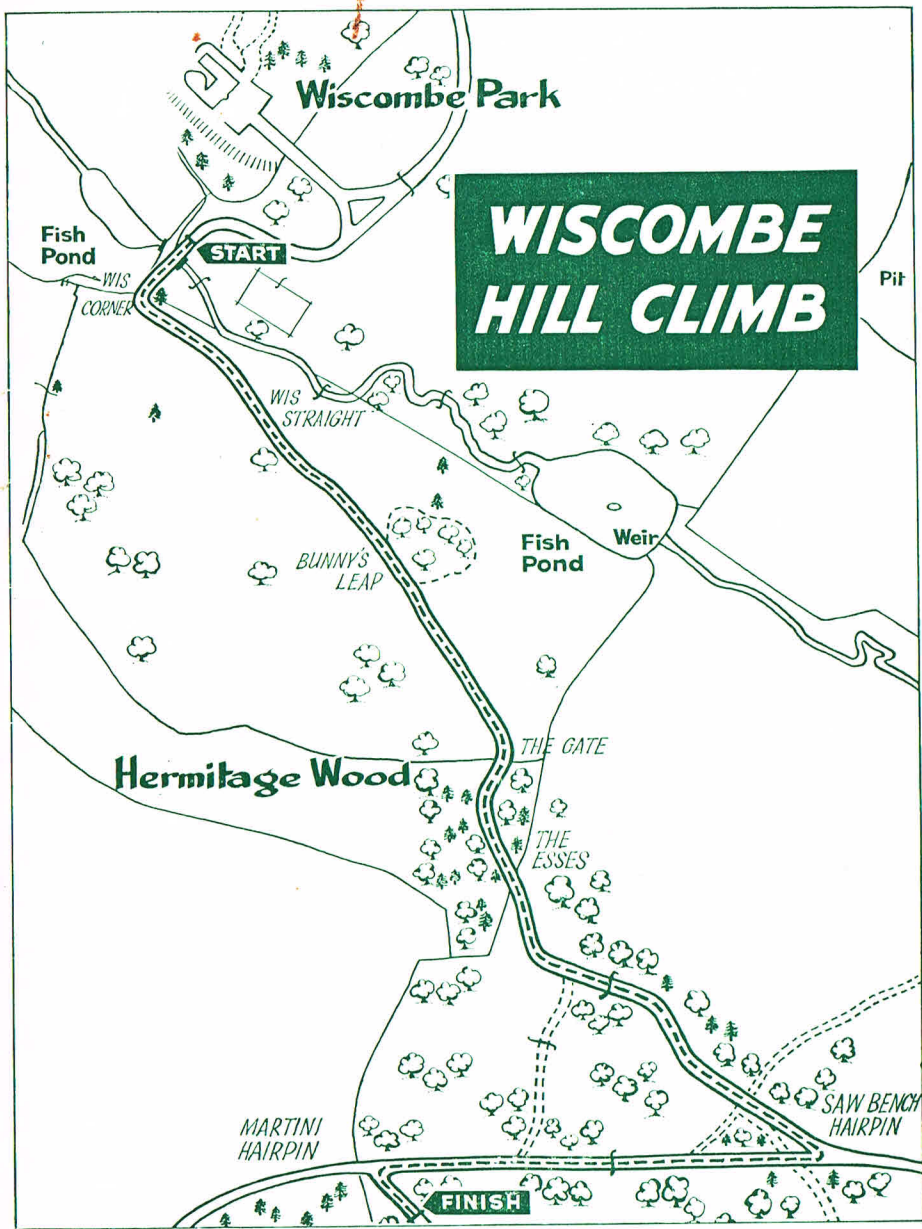 Wiscombe Park
WISCOMBE
HILL CLIMB
Fish
Pond
START
Pit
WIS
CORNER
WIS
STRAIGHT
Fish
Pond
Weir
BUNNY'S
LEAP
THE GATE
Hermitage Wood
THE
ESSES
SAW BENCH
HAIRPIN
MARTINI
HAIRPIN
FINISH